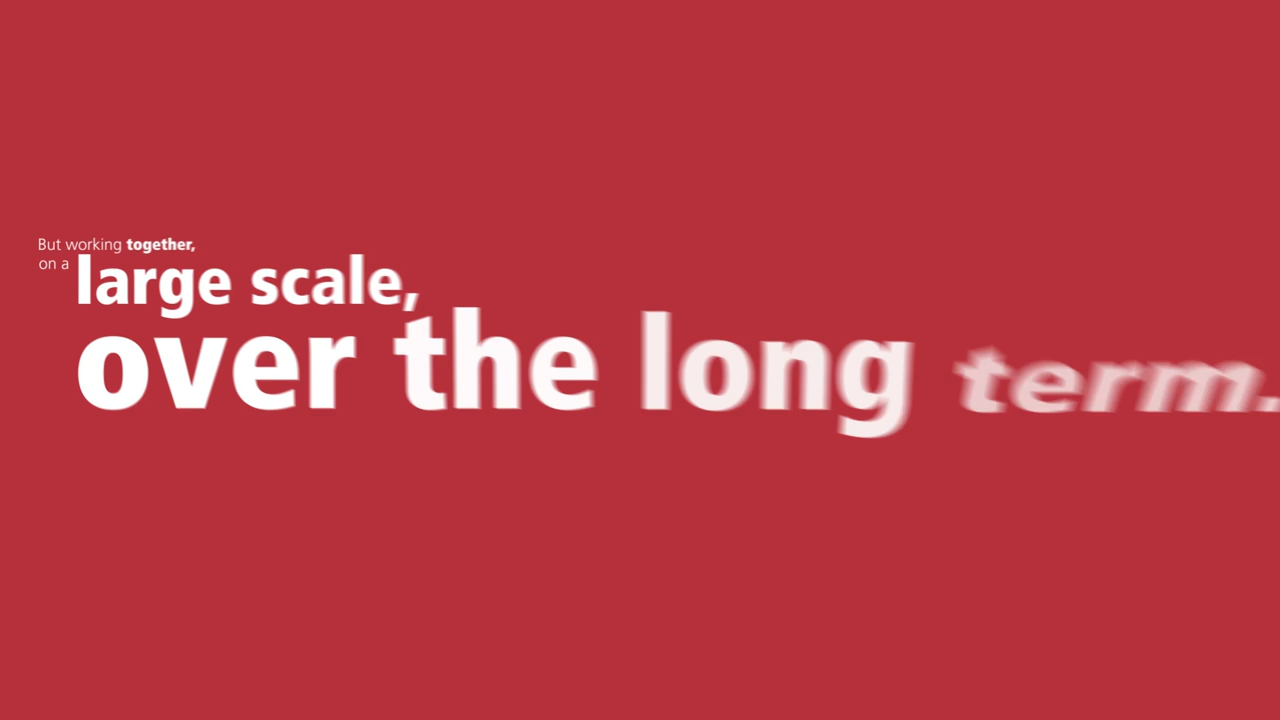 But working together,
on a large scale,
over the long term.